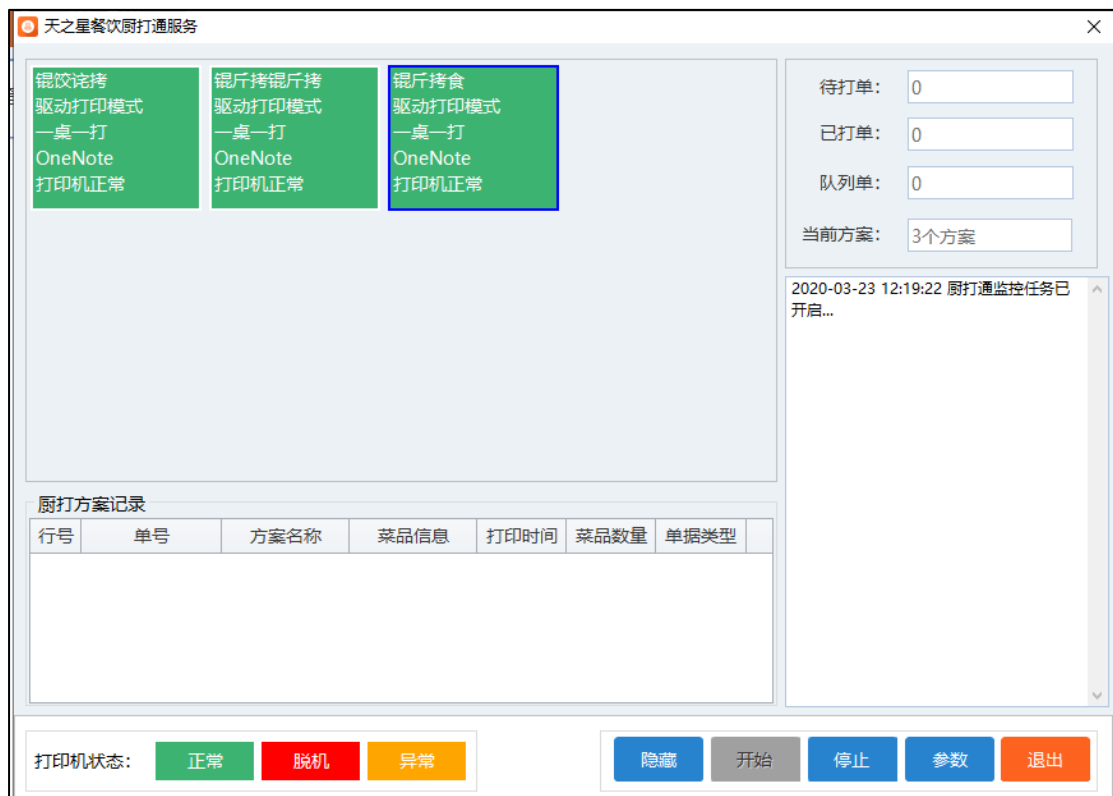 天之星餐饮厨打通服务
锟饺诧拷
驱动打印模式
一桌一打
OneNote
打印机正常
锟斤拷锟斤拷
驱动打印模式
一桌一打
OneNote
打印机正常
锟斤拷食
驱动打印模式
一桌一打
OneNote
打印机正常
待打单: 0
已打单: 0
队列单: 0
当前方案: 3个方案
2020-03-23 12:19:22 厨打通监控任务已
开启...
厨打方案记录
行号 单号 方案名称 菜品信息 打印时间 菜品数量 单据类型
打印机状态: 正常 脱机 异常
隐藏 开始 停止 参数 退出